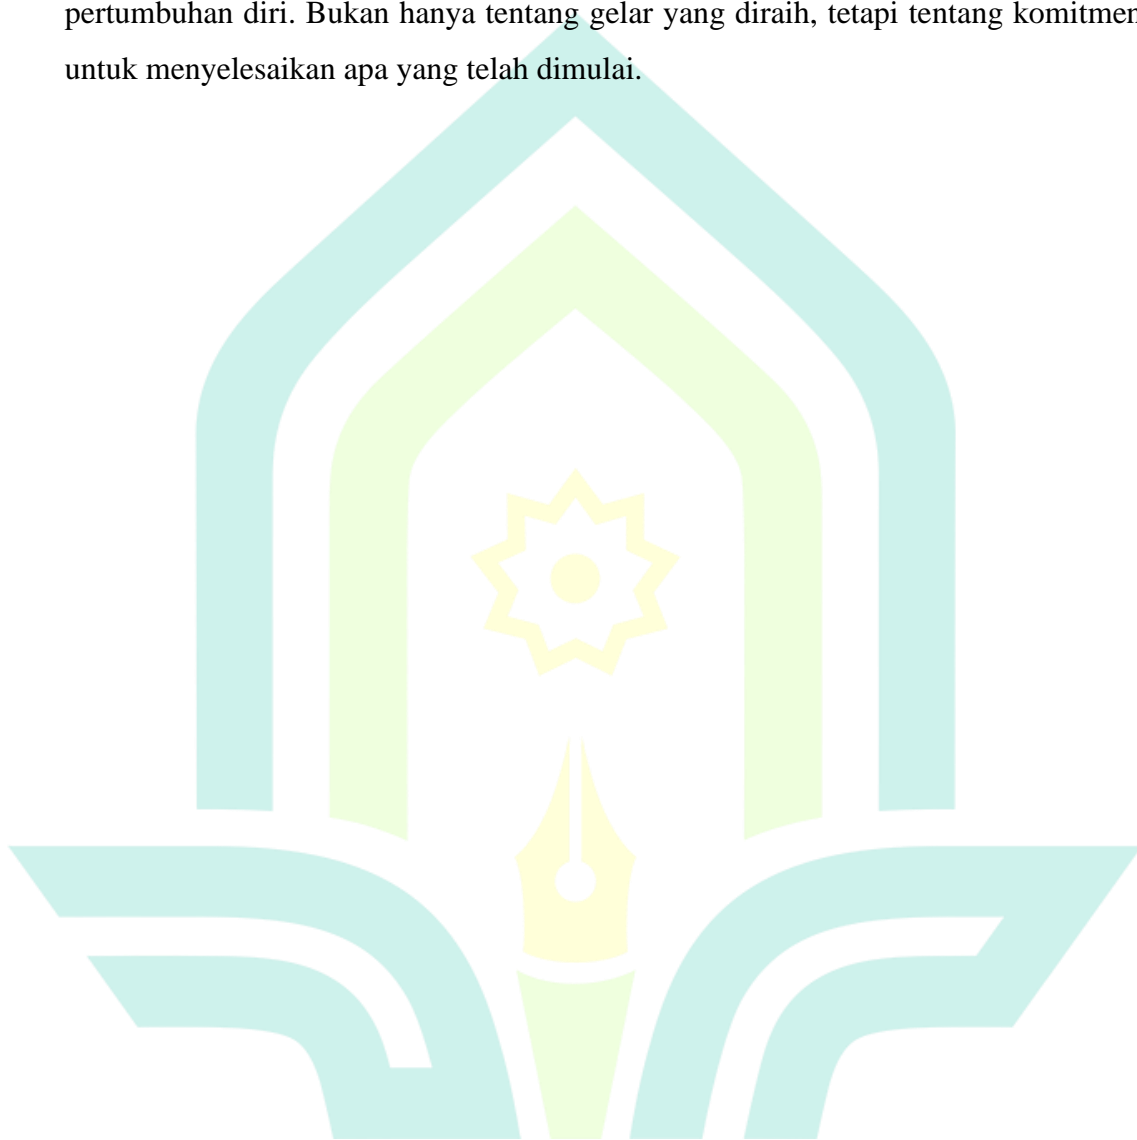 pertumbuhan diri. Bukan hanya tentang gelar yang diraih, tetapi tentang komitmen
untuk menyelesaikan apa yang telah dimulai.